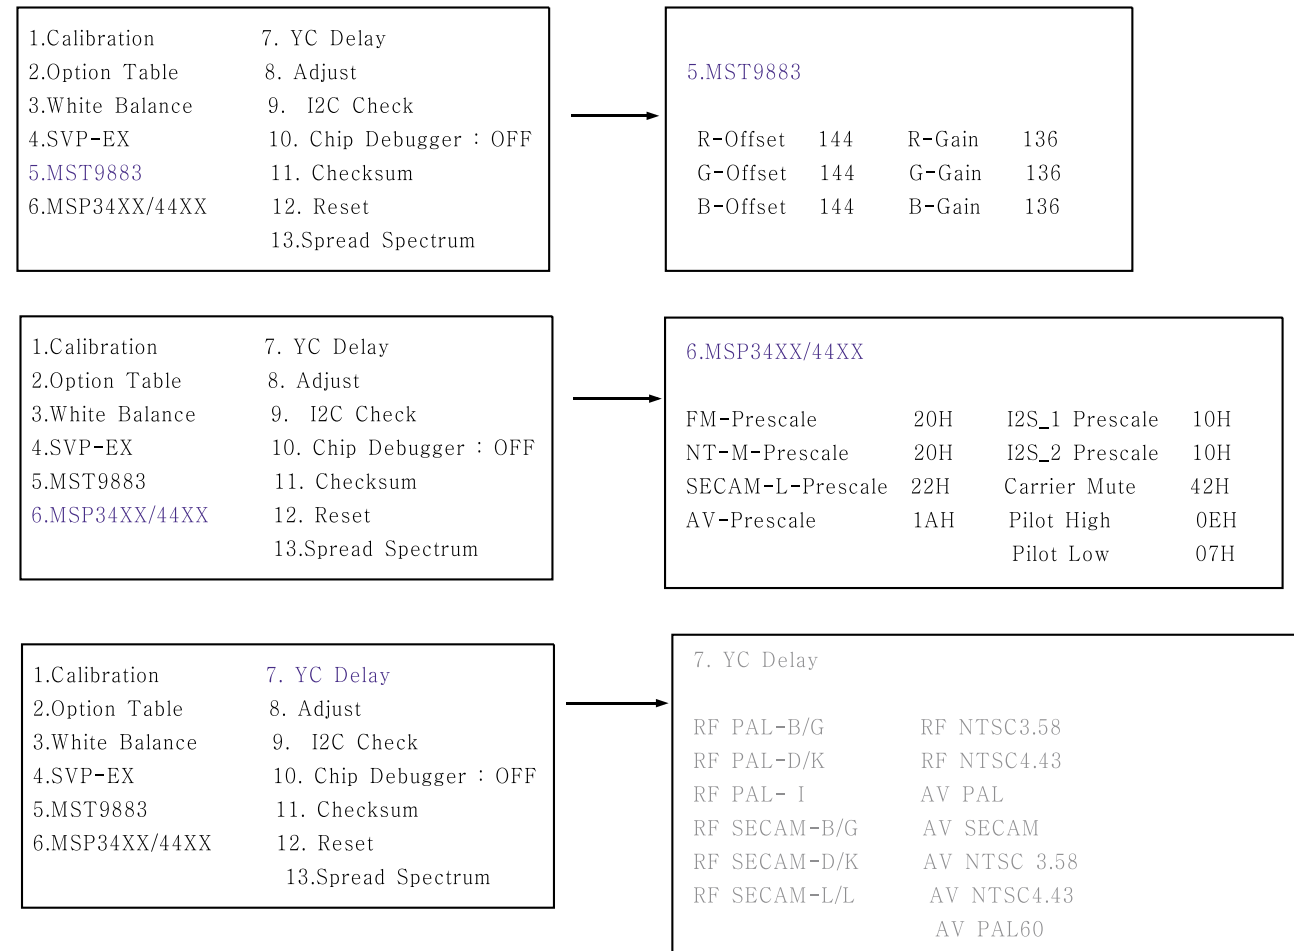 1.Calibration 7. YC Delay
2.Option Table 8. Adjust
3.White Balance 9. I2C Check
4.SVP-EX 10. Chip Debugger : OFF
5.MST9883 11. Checksum
6.MSP34XX/44XX 12. Reset
13.Spread Spectrum
5.MST9883
R-Offset 144 R-Gain 136
G-Offset 144 G-Gain 136
B-Offset 144 B-Gain 136
1.Calibration 7. YC Delay
2.Option Table 8. Adjust
3.White Balance 9. I2C Check
4.SVP-EX 10. Chip Debugger : OFF
5.MST9883 11. Checksum
6.MSP34XX/44XX 12. Reset
13.Spread Spectrum
6.MSP34XX/44XX
FM-Prescale 20H I2S_1 Prescale 10H
NT-M-Prescale 20H I2S_2 Prescale 10H
SECAM-L-Prescale 22H Carrier Mute 42H
AV-Prescale 1AH Pilot High 0EH
Pilot Low 07H
1.Calibration 7. YC Delay
2.Option Table 8. Adjust
3.White Balance 9. I2C Check
4.SVP-EX 10. Chip Debugger : OFF
5.MST9883 11. Checksum
6.MSP34XX/44XX 12. Reset
13.Spread Spectrum
7. YC Delay
RF PAL-B/G RF NTSC3.58
RF PAL-D/K RF NTSC4.43
RF PAL- I AV PAL
RF SECAM-B/G AV SECAM
RF SECAM-D/K AV NTSC 3.58
RF SECAM-L/L AV NTSC4.43
AV PAL60